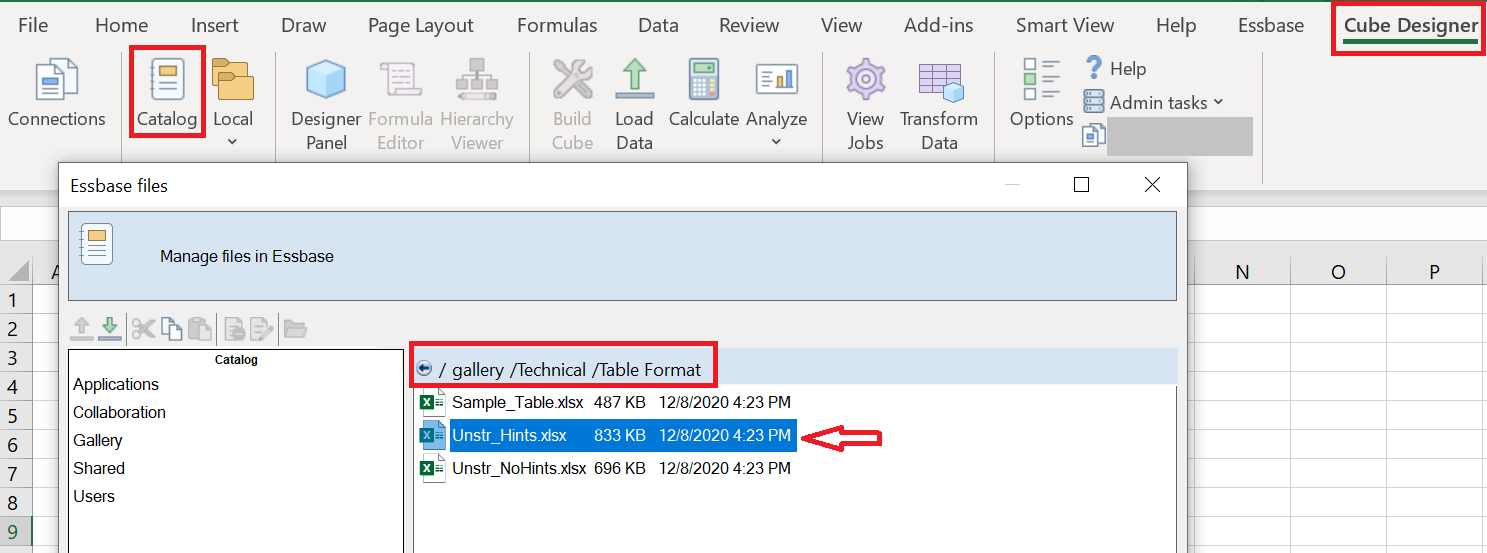 File Home Insert Draw Page Layout Formulas Data Review View Add-ins Smart View Help Essbase Cube Designer
Connections
Catalog
Local
Designer
Panel
Formula
Editor
Hierarchy
Viewer
Build
Cube
Load
Data
Calculate
Analyze
View
Jobs
Transform
Data
Options
Help
Admin tasks
Essbase files
Manage files in Essbase
A N O P
1
2
3
4
5
6
7
8
9
Catalog
Applications
Collaboration
Gallery
Shared
Users
/ gallery /Technical /Table Format
Sample_Table.xlsx 487 KB 12/8/2020 4:23 PM
Unstr_Hints.xlsx 833 KB 12/8/2020 4:23 PM
Unstr_NoHints.xlsx 696 KB 12/8/2020 4:23 PM